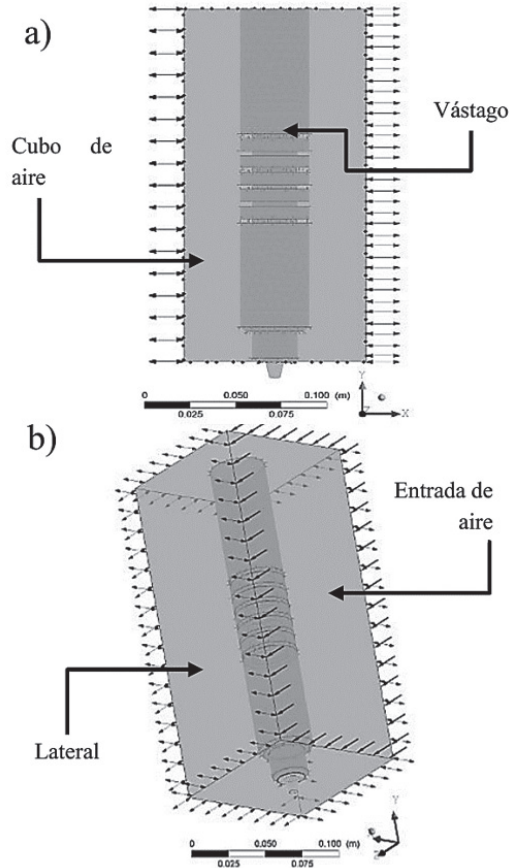 a)
Vástago
Cubo de
aire
0 0.050 0.100 (m)
0.025 0.075
Y
Z X
b)
Entrada de
aire
Lateral
0 0.050 0.100 (m)
0.025 0.075
Y